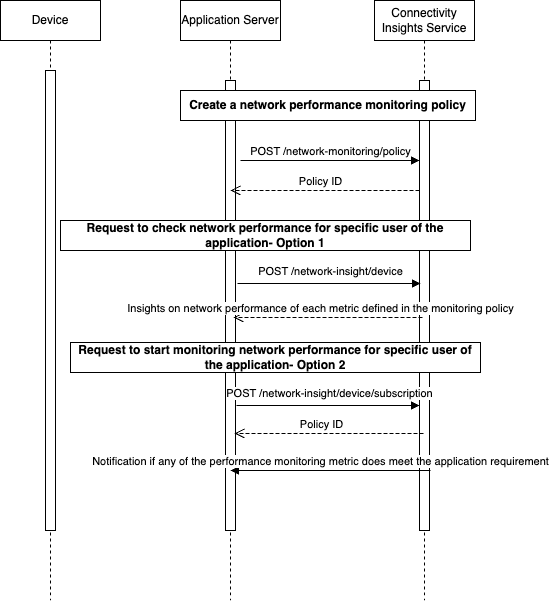 Device
Application Server
Connectivity
Insights Service
Create a network performance monitoring policy
POST /network-monitoring/policy
Policy ID
Request to check network performance for specific user of the
application- Option 1
POST /network-insight/device
Insights on network performance of each metric defined in the monitoring policy
Request to start monitoring network performance for specific user of
the application- Option 2
POST /network-insight/device/subscription
Policy ID
Notification if any of the performance monitoring metric does meet the application requirement